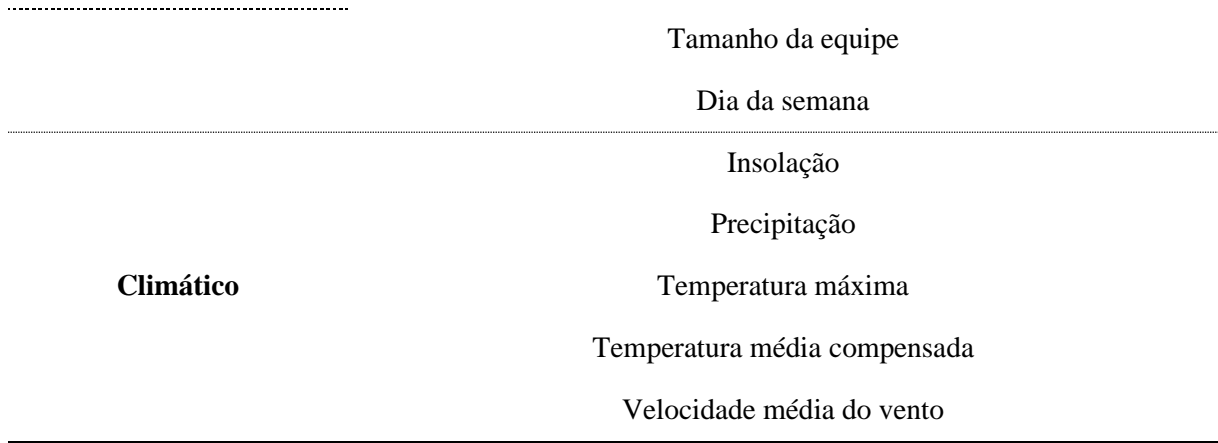 Tamanho da equipe
Dia da semana
Insolação
Precipitação
Climático
Temperatura máxima
Temperatura média compensada
Velocidade média do vento